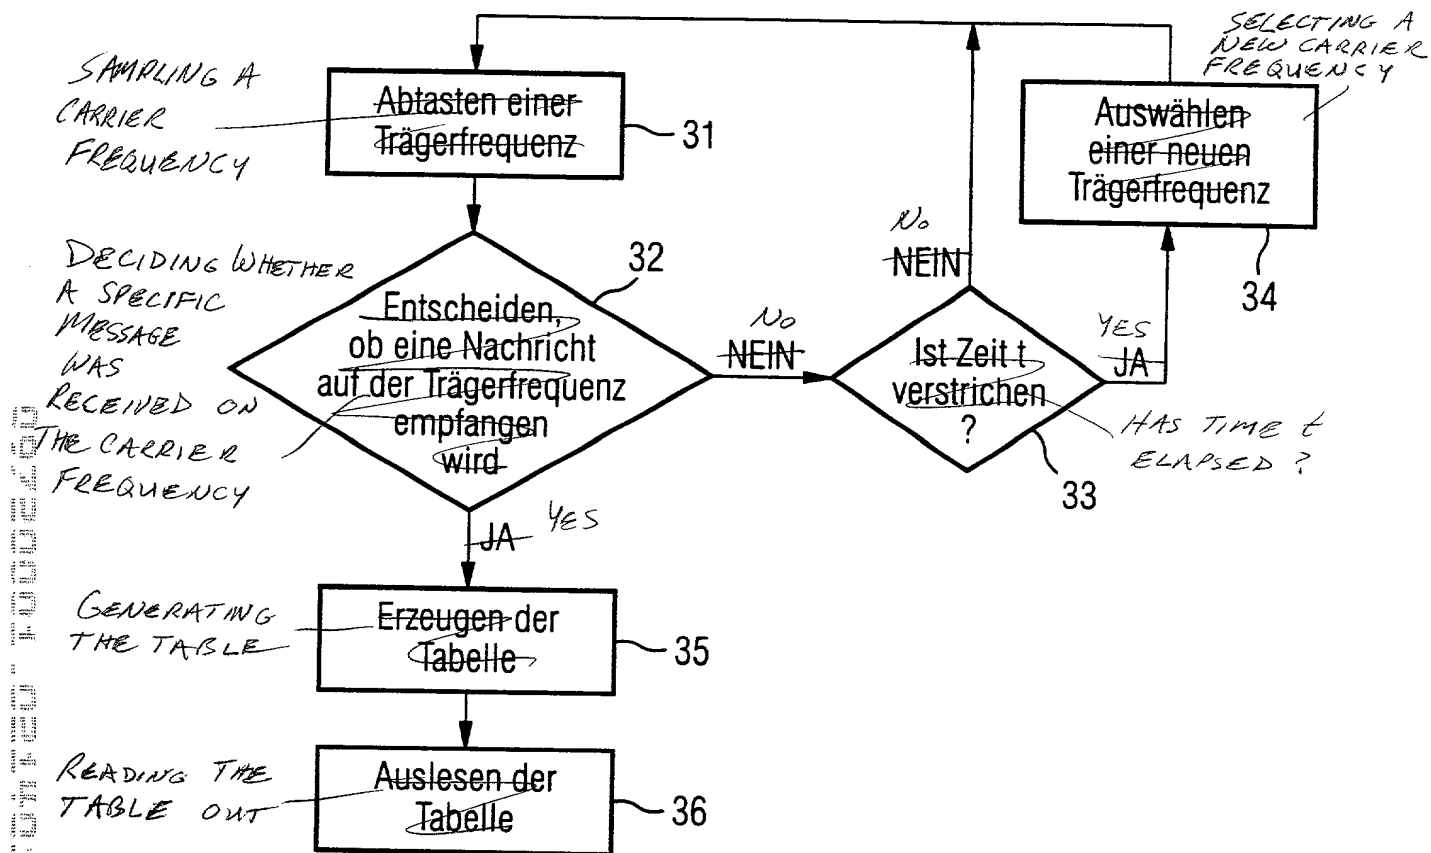 SELECTING A
NEW CARRIER
FREQUENCY
SAMPLING A
CARRIER
FREQUENCY
Abtasten einer
Trägerfrequenz
31
Auswählen
einer neuen
Trägerfrequenz
34
DECIDING WHETHER
A SPECIFIC
MESSAGE
WAS
RECEIVED ON
THE CARRIER
FREQUENCY
32
Entscheiden,
ob eine Nachricht
auf der Trägerfrequenz
empfangen
wird
No
NEIN
No
NEIN
Ist Zeit t
verstrichen
?
33
YES
JA
HAS TIME t
ELAPSED ?
JA
YES
GENERATING
THE TABLE
Erzeugen der
Tabelle
35
READING THE
TABLE OUT
Auslesen der
Tabelle
36